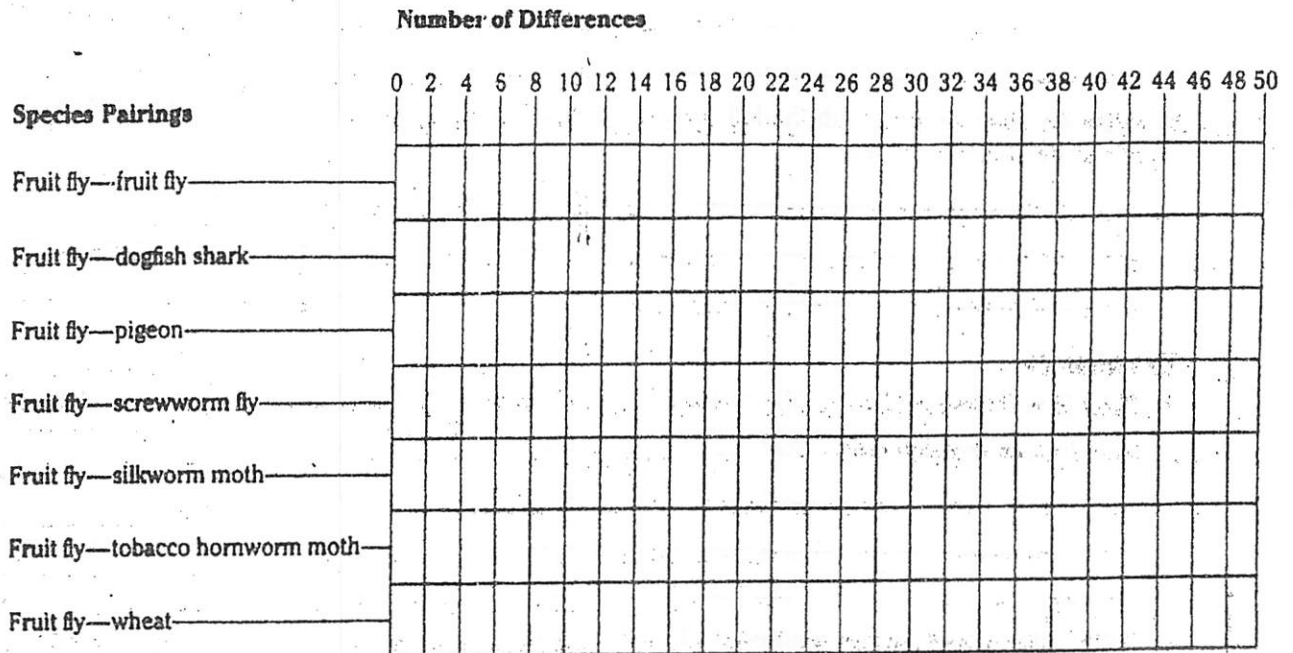 Number of Differences
0 2 4 6 8 10 12 14 16 18 20 22 24 26 28 30 32 34 36 38 40 42 44 46 48 50
Species Pairings
Fruit fly—fruit fly
Fruit fly—dogfish shark
Fruit fly—pigeon
Fruit fly—screwworm fly
Fruit fly—silkworm moth
Fruit fly—tobacco hornworm moth
Fruit fly—wheat